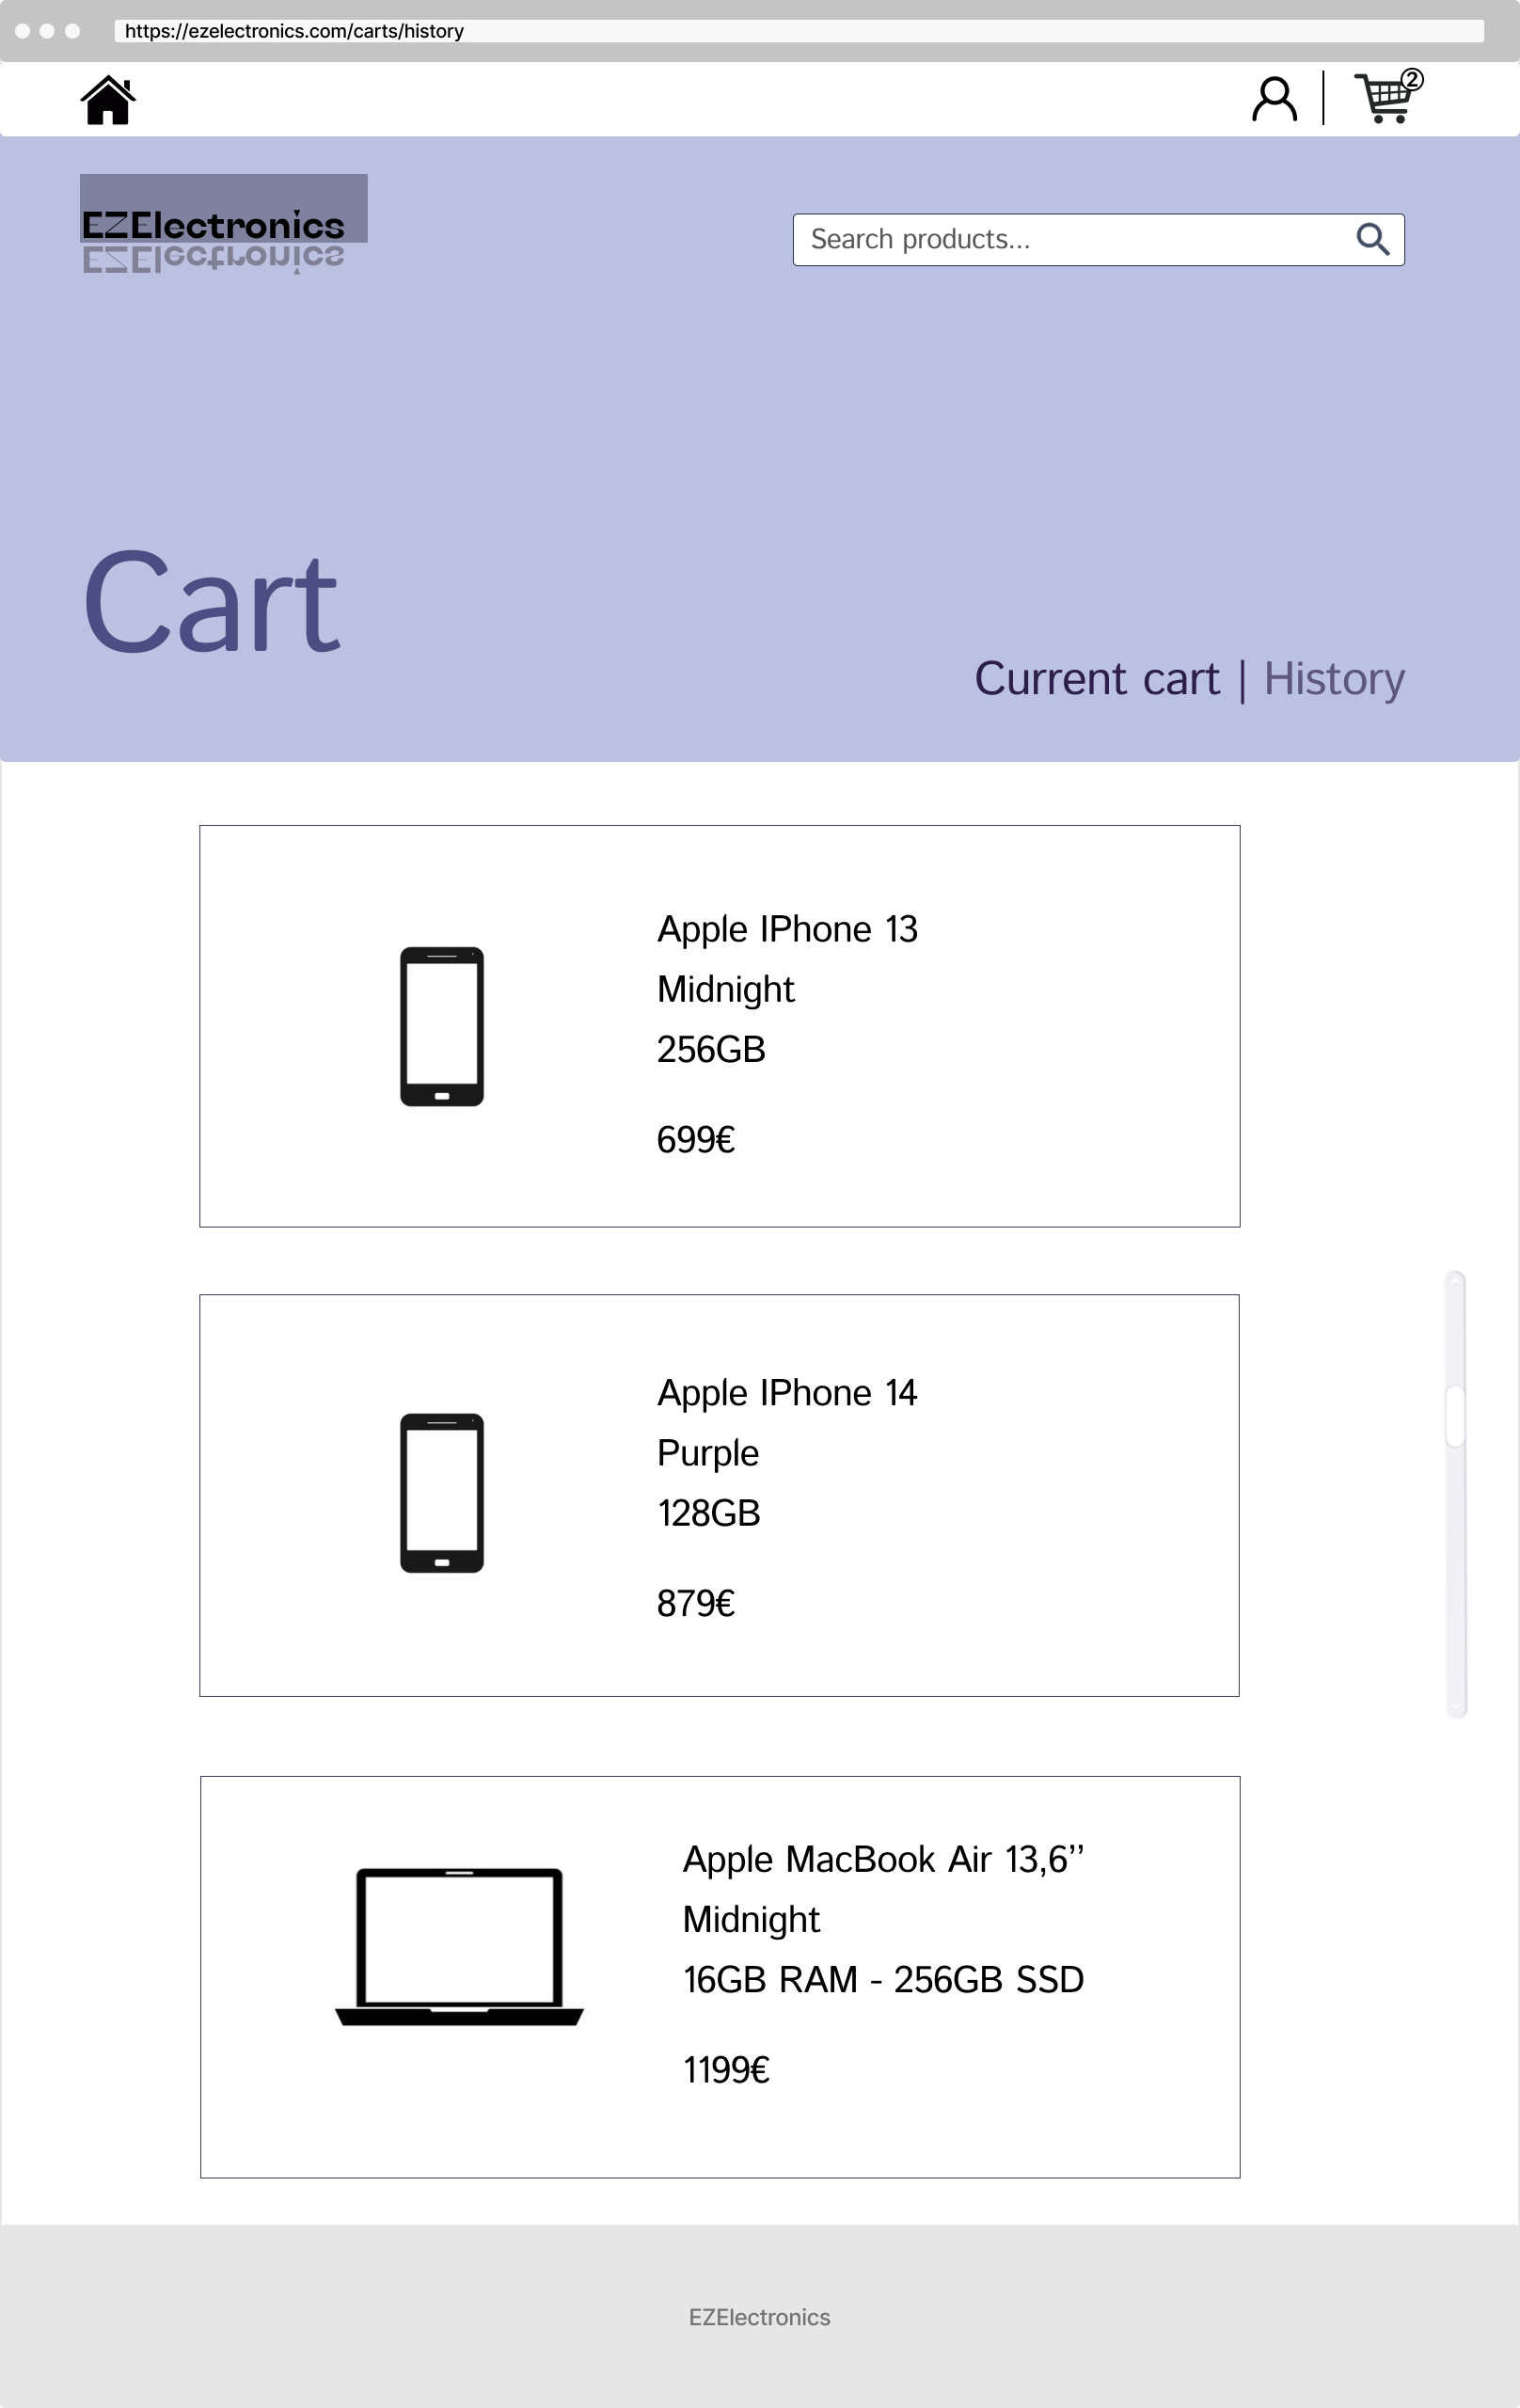 https://ezelectronics.com/carts/history
2
EZElectronics
EZElectronics
Search products...
Cart
Current cart | History
Apple IPhone 13
Midnight
256GB
699€
Apple IPhone 14
Purple
128GB
879€
Apple MacBook Air 13,6’’
Midnight
16GB RAM - 256GB SSD
1199€
EZElectronics